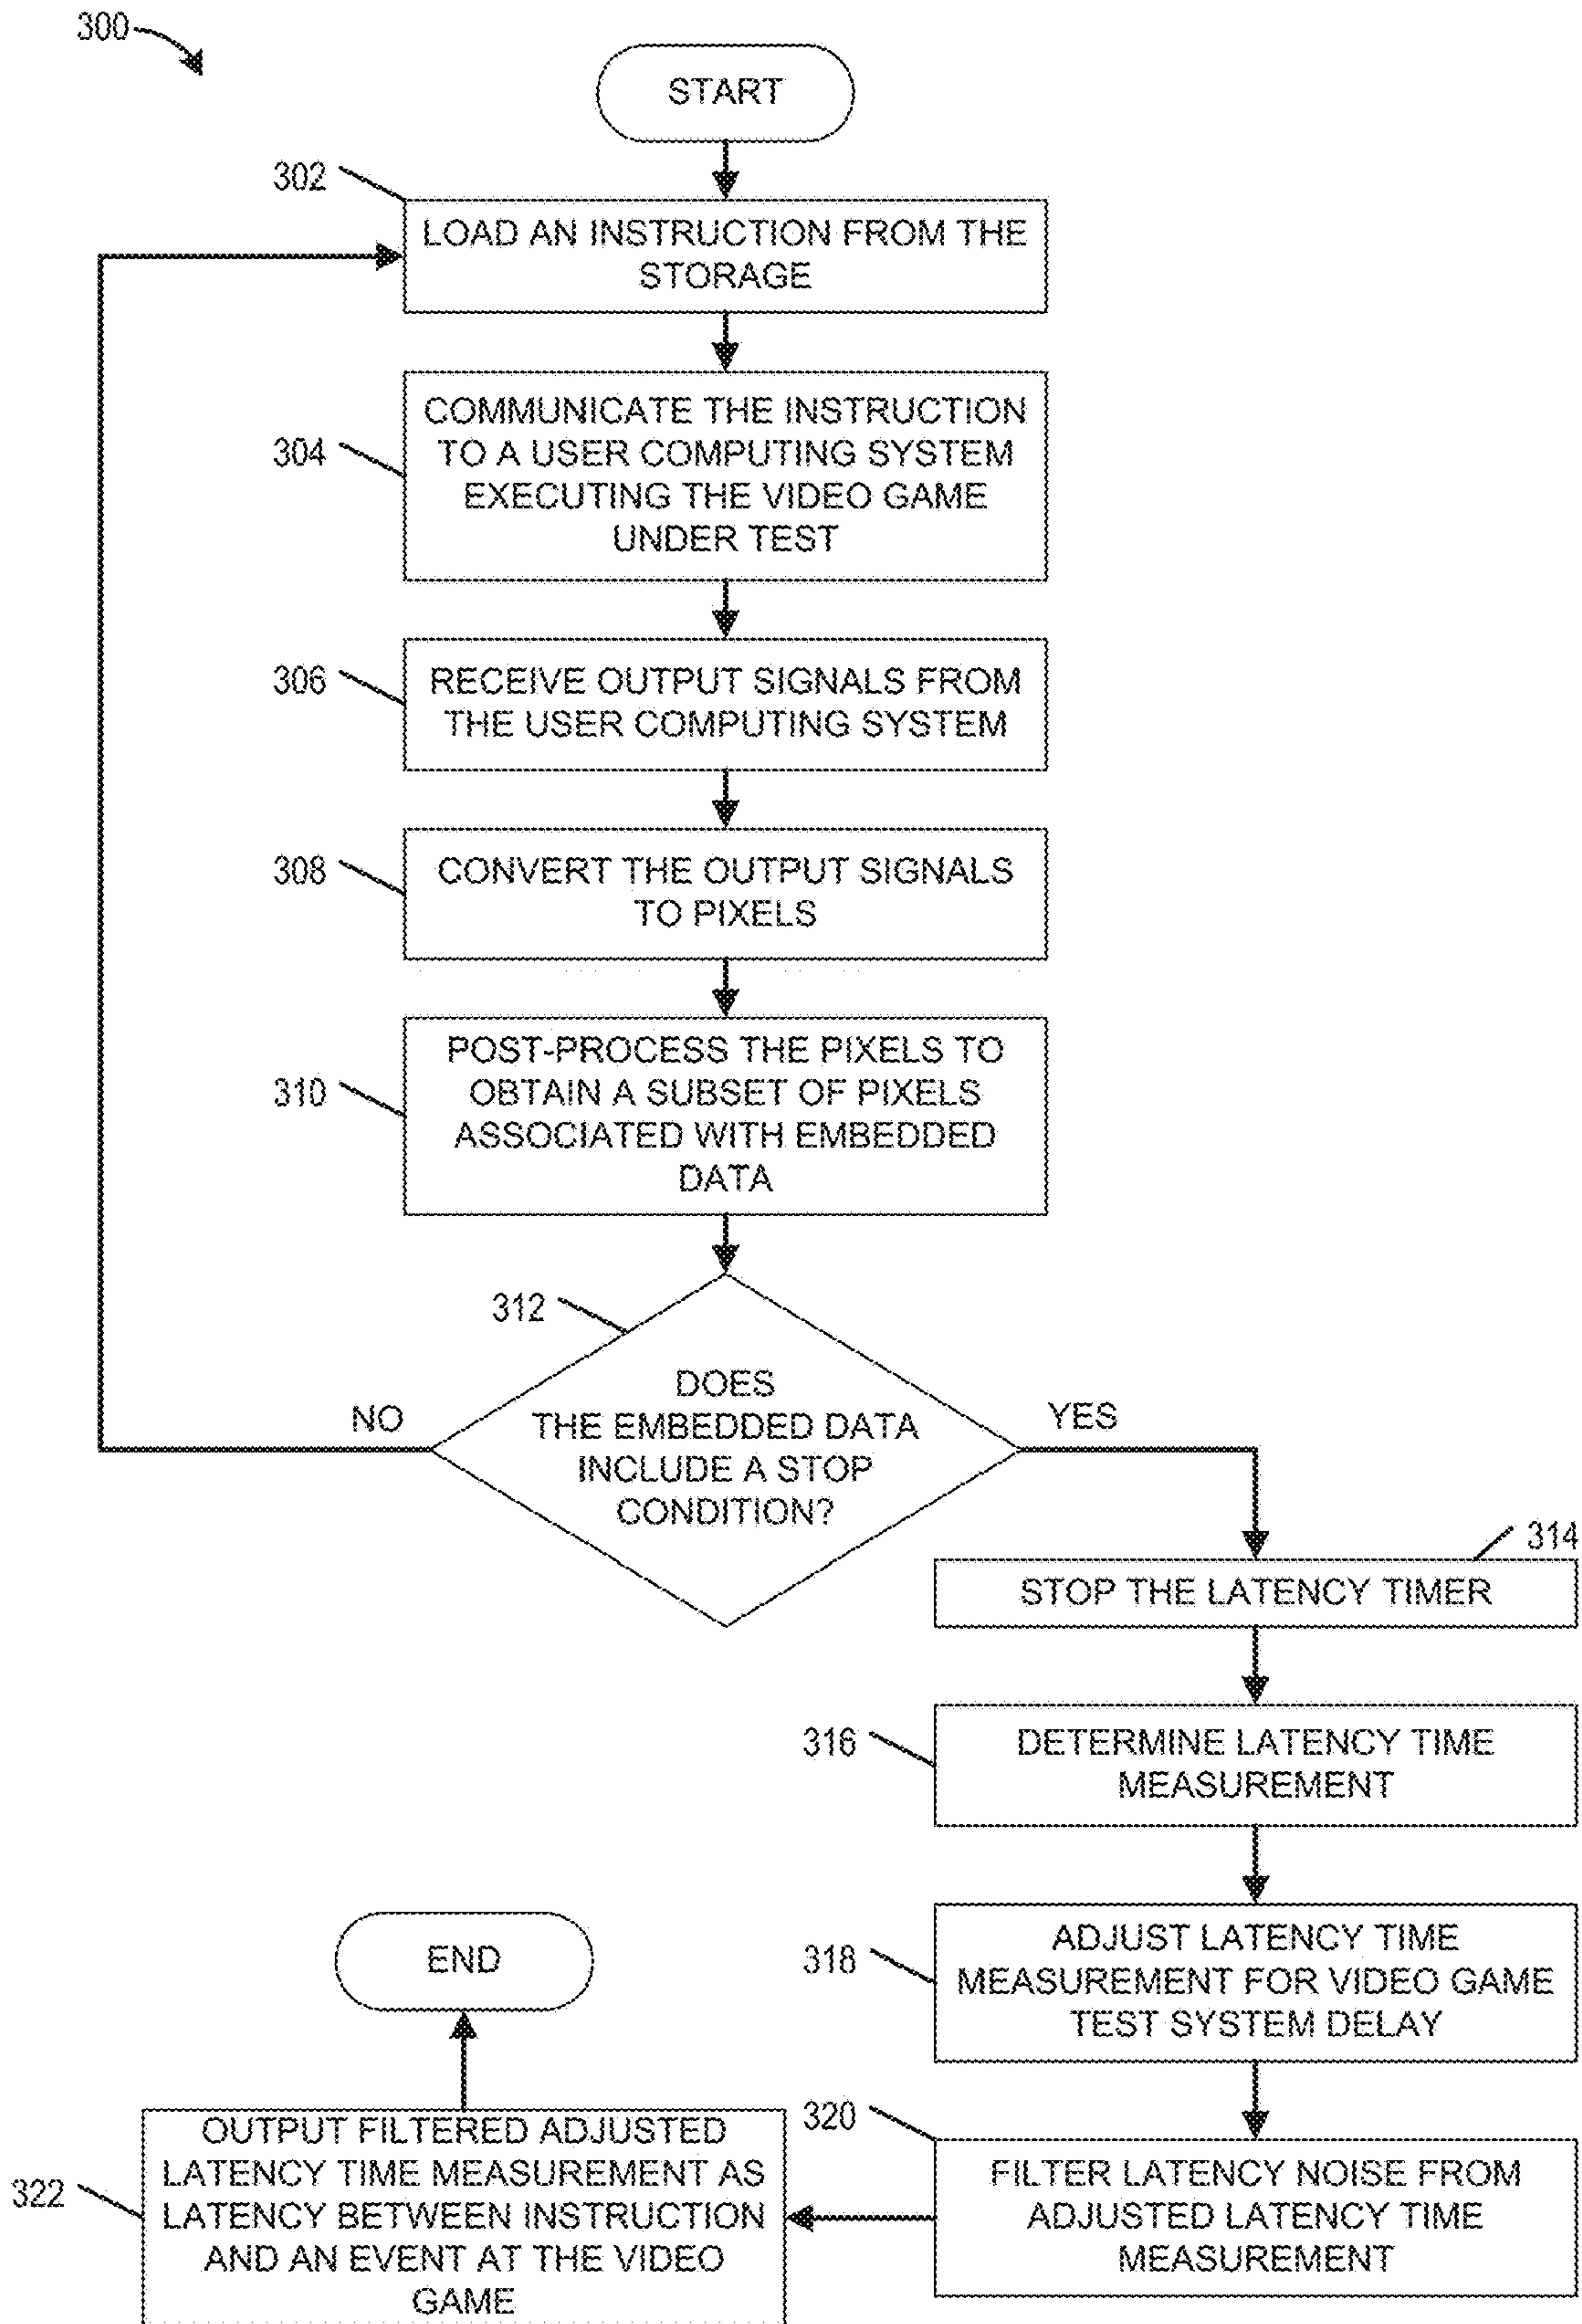 300
START
302
LOAD AN INSTRUCTION FROM THE
STORAGE
304
COMMUNICATE THE INSTRUCTION
TO A USER COMPUTING SYSTEM
EXECUTING THE VIDEO GAME
UNDER TEST
306
RECEIVE OUTPUT SIGNALS FROM
THE USER COMPUTING SYSTEM
308
CONVERT THE OUTPUT SIGNALS
TO PIXELS
310
POST-PROCESS THE PIXELS TO
OBTAIN A SUBSET OF PIXELS
ASSOCIATED WITH EMBEDDED
DATA
312
DOES
THE EMBEDDED DATA
INCLUDE A STOP
CONDITION?
NO
YES
314
STOP THE LATENCY TIMER
316
DETERMINE LATENCY TIME
MEASUREMENT
318
ADJUST LATENCY TIME
MEASUREMENT FOR VIDEO GAME
TEST SYSTEM DELAY
320
FILTER LATENCY NOISE FROM
ADJUSTED LATENCY TIME
MEASUREMENT
322
OUTPUT FILTERED ADJUSTED
LATENCY TIME MEASUREMENT AS
LATENCY BETWEEN INSTRUCTION
AND AN EVENT AT THE VIDEO
GAME
END